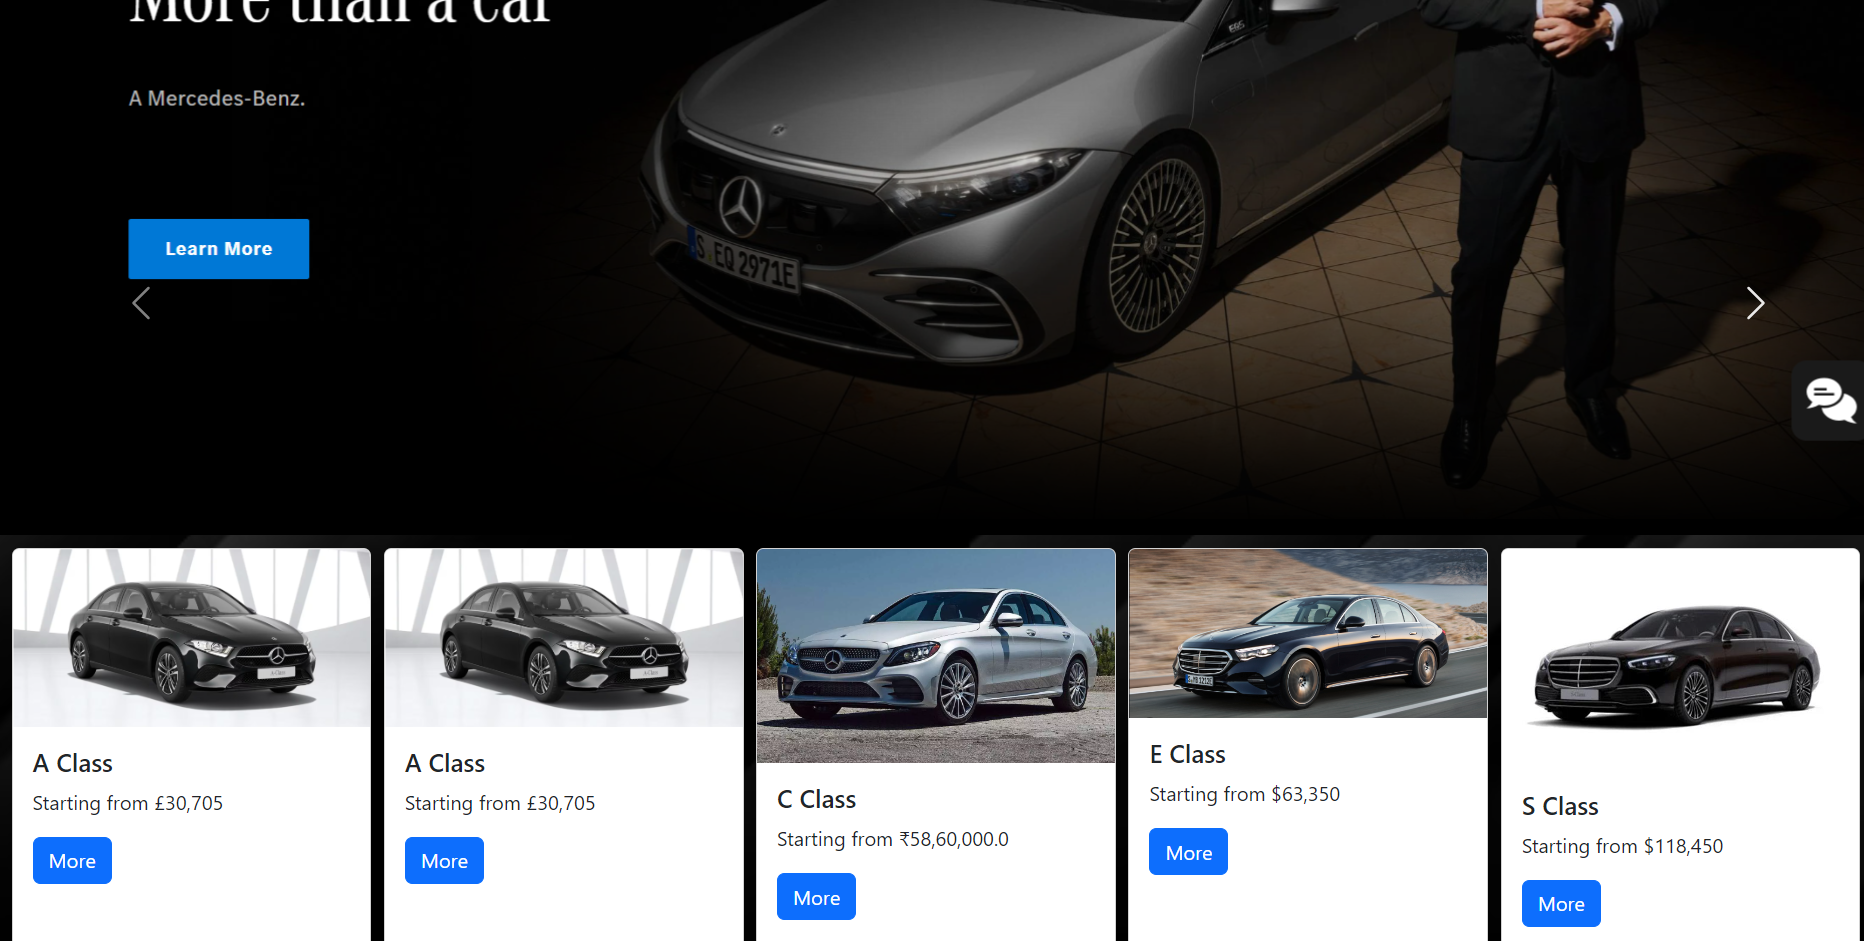 More than a car
A Mercedes-Benz.
Learn More
EQS
S EQ 2971E
A Class
Starting from £30,705
More
A Class
Starting from £30,705
More
C Class
Starting from ₹58,60,000.0
More
E Class
Starting from $63,350
More
S Class
Starting from $118,450
More